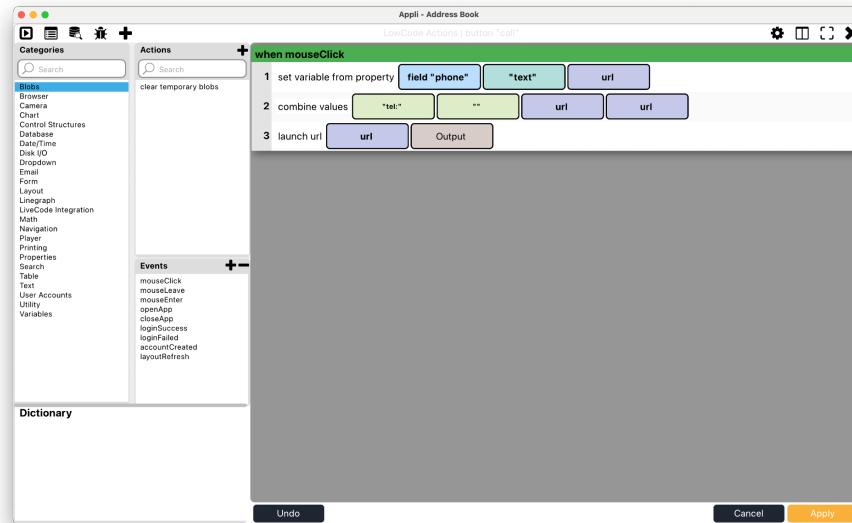 Appli - Address Book
LowCode Actions | button "call"
Categories
Search
Blobs
Browser
Camera
Chart
Control Structures
Database
Date/Time
Disk I/O
Dropdown
Email
Form
Layout
Linegraph
LiveCode Integration
Math
Navigation
Player
Printing
Properties
Search
Table
Text
User Accounts
Utility
Variables
Actions
Search
clear temporary blobs
Events
mouseClick
mouseLeave
mouseEnter
openApp
closeApp
loginSuccess
loginFailed
accountCreated
layoutRefresh
Dictionary
when mouseClick
1 set variable from property field "phone" "text" url
2 combine values "tel:" "" url url
3 launch url url Output
Undo
Cancel
Apply